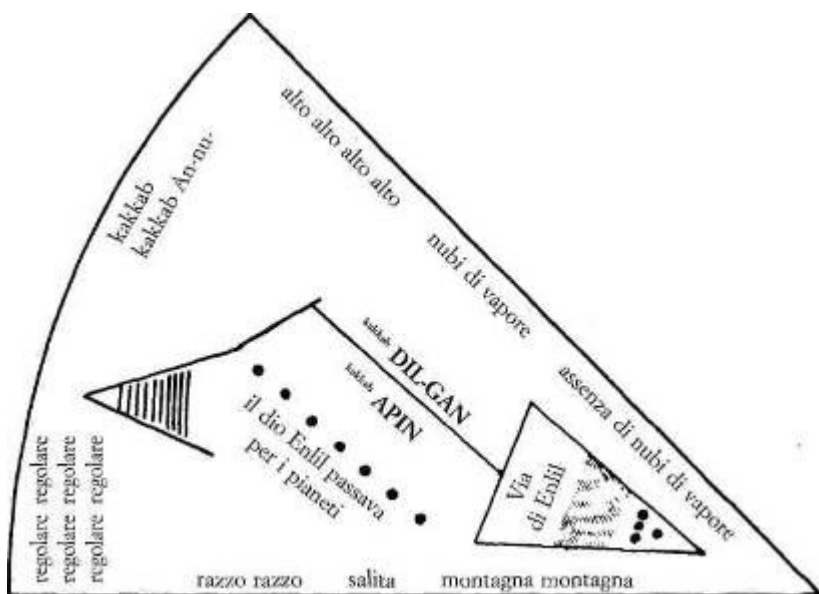 alto alto alto alto
nubi di vapore
assenza di nubi di vapore
kakkab
kakkab An-nu-
kakkab DIL-GAN
kakkab APIN
il dio Enlil passava
per i pianeti
Via
di Enlil
regolare regolare
regolare regolare
regolare regolare
razzo razzo salita montagna montagna